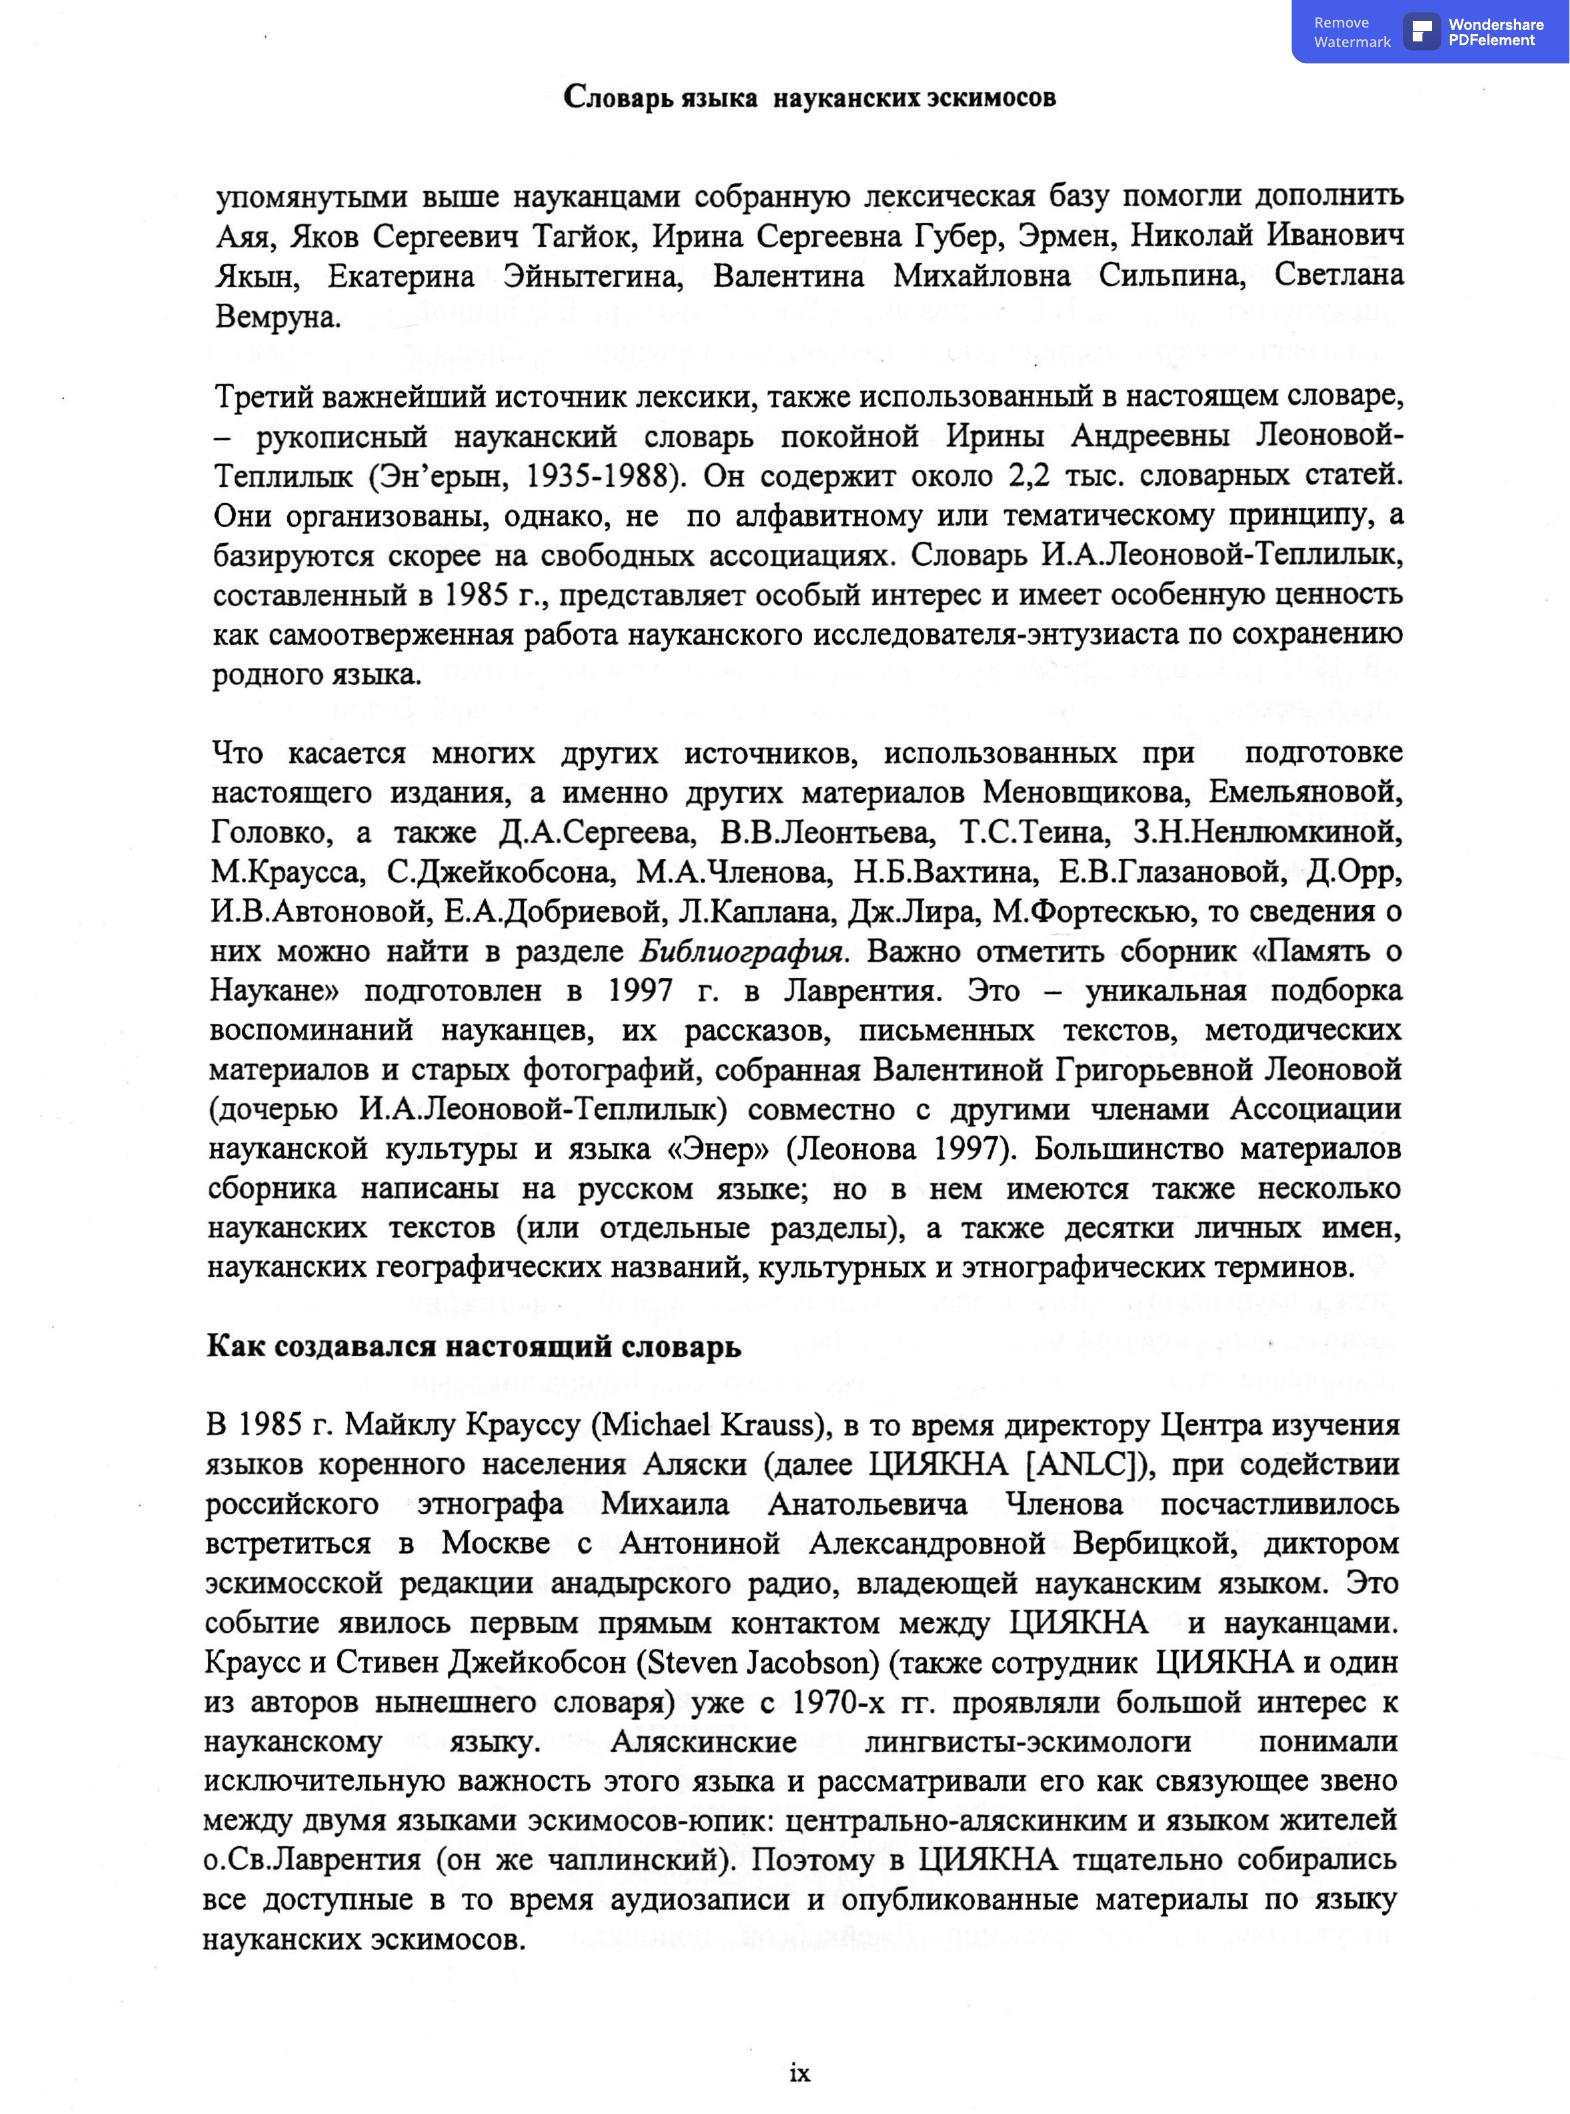 Remove
Watermark
Wondershare
PDFelement
Словарь языка науканских эскимосов
упомянутыми выше науканцами собранную лексическая базу помогли дополнить
Аяя, Яков Сергеевич Тагйок, Ирина Сергеевна Губер, Эрмен, Николай Иванович
Якын, Екатерина Эйнытегина, Валентина Михайловна Сильпина, Светлана
Вемруна.
Третий важнейший источник лексики, также использованный в настоящем словаре,
– рукописный науканский словарь покойной Ирины Андреевны Леоновой-
Теплилык (Эн’ерын, 1935-1988). Он содержит около 2,2 тыс. словарных статей.
Они организованы, однако, не по алфавитному или тематическому принципу, а
базируются скорее на свободных ассоциациях. Словарь И.А.Леоновой-Теплилык,
составленный в 1985 г., представляет особый интерес и имеет особенную ценность
как самоотверженная работа науканского исследователя-энтузиаста по сохранению
родного языка.
Что касается многих других источников, использованных при подготовке
настоящего издания, а именно других материалов Меновщикова, Емельяновой,
Головко, а также Д.А.Сергеева, В.В.Леонтьева, Т.С.Теина, З.Н.Ненлюмкиной,
М.Краусса, С.Джейкобсона, М.А.Членова, Н.Б.Вахтина, Е.В.Глазановой, Д.Орр,
И.В.Автоновой, Е.А.Добриевой, Л.Каплана, Дж.Лира, М.Фортескью, то сведения о
них можно найти в разделе Библиография. Важно отметить сборник «Память о
Наукане» подготовлен в 1997 г. в Лаврентия. Это – уникальная подборка
воспоминаний науканцев, их рассказов, письменных текстов, методических
материалов и старых фотографий, собранная Валентиной Григорьевной Леоновой
(дочерью И.А.Леоновой-Теплилык) совместно с другими членами Ассоциации
науканской культуры и языка «Энер» (Леонова 1997). Большинство материалов
сборника написаны на русском языке; но в нем имеются также несколько
науканских текстов (или отдельные разделы), а также десятки личных имен,
науканских географических названий, культурных и этнографических терминов.
Как создавался настоящий словарь
В 1985 г. Майклу Крауссу (Michael Krauss), в то время директору Центра изучения
языков коренного населения Аляски (далее ЦИЯКНА [ANLC]), при содействии
российского этнографа Михаила Анатольевича Членова посчастливилось
встретиться в Москве с Антониной Александровной Вербицкой, диктором
эскимосской редакции анадырского радио, владеющей науканским языком. Это
событие явилось первым прямым контактом между ЦИЯКНА и науканцами.
Краусс и Стивен Джейкобсон (Steven Jacobson) (также сотрудник ЦИЯКНА и один
из авторов нынешнего словаря) уже с 1970-х гг. проявляли большой интерес к
науканскому языку. Аляскинские лингвисты-эскимологи понимали
исключительную важность этого языка и рассматривали его как связующее звено
между двумя языками эскимосов-юпик: центрально-аляскинким и языком жителей
о.Св.Лаврентия (он же чаплинский). Поэтому в ЦИЯКНА тщательно собирались
все доступные в то время аудиозаписи и опубликованные материалы по языку
науканских эскимосов.
ix